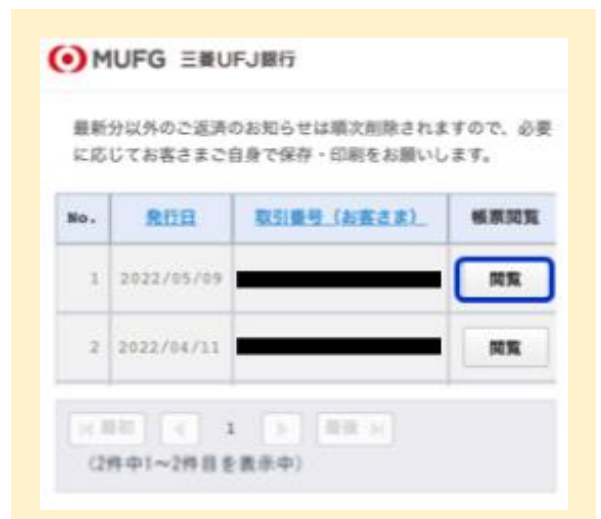 MUFG 三菱UFJ銀行
最新分以外のご返済のお知らせは順次削除されますので、必要
に応じてお客さまご自身で保存・印刷をお願いします。
No. 発行日 取引番号（お客さま） 帳票閲覧
1 2022/05/09 閲覧
2 2022/04/11 閲覧
最初 1 最後
（2件中1～2件目を表示中）